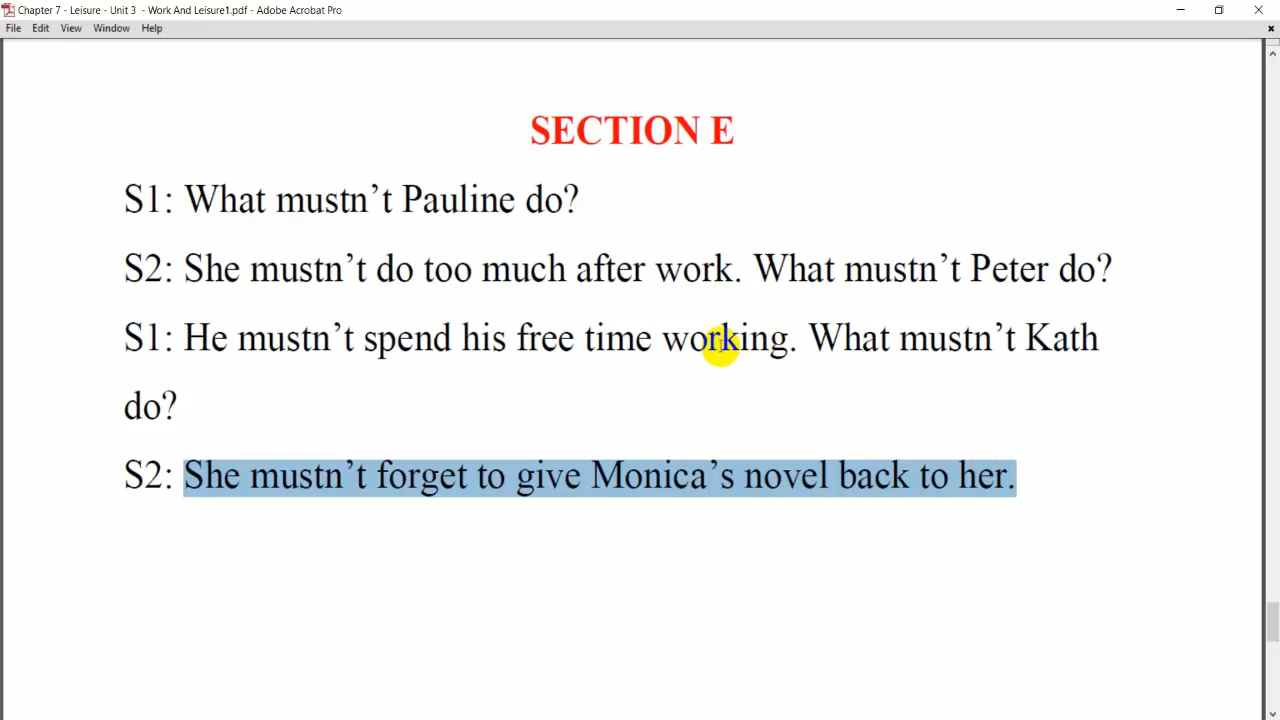 Chapter 7 - Leisure - Unit 3 - Work And Leisure1.pdf - Adobe Acrobat Pro
File Edit View Window Help
SECTION E
S1: What mustn’t Pauline do?
S2: She mustn’t do too much after work. What mustn’t Peter do?
S1: He mustn’t spend his free time working. What mustn’t Kath
do?
S2: She mustn’t forget to give Monica’s novel back to her.